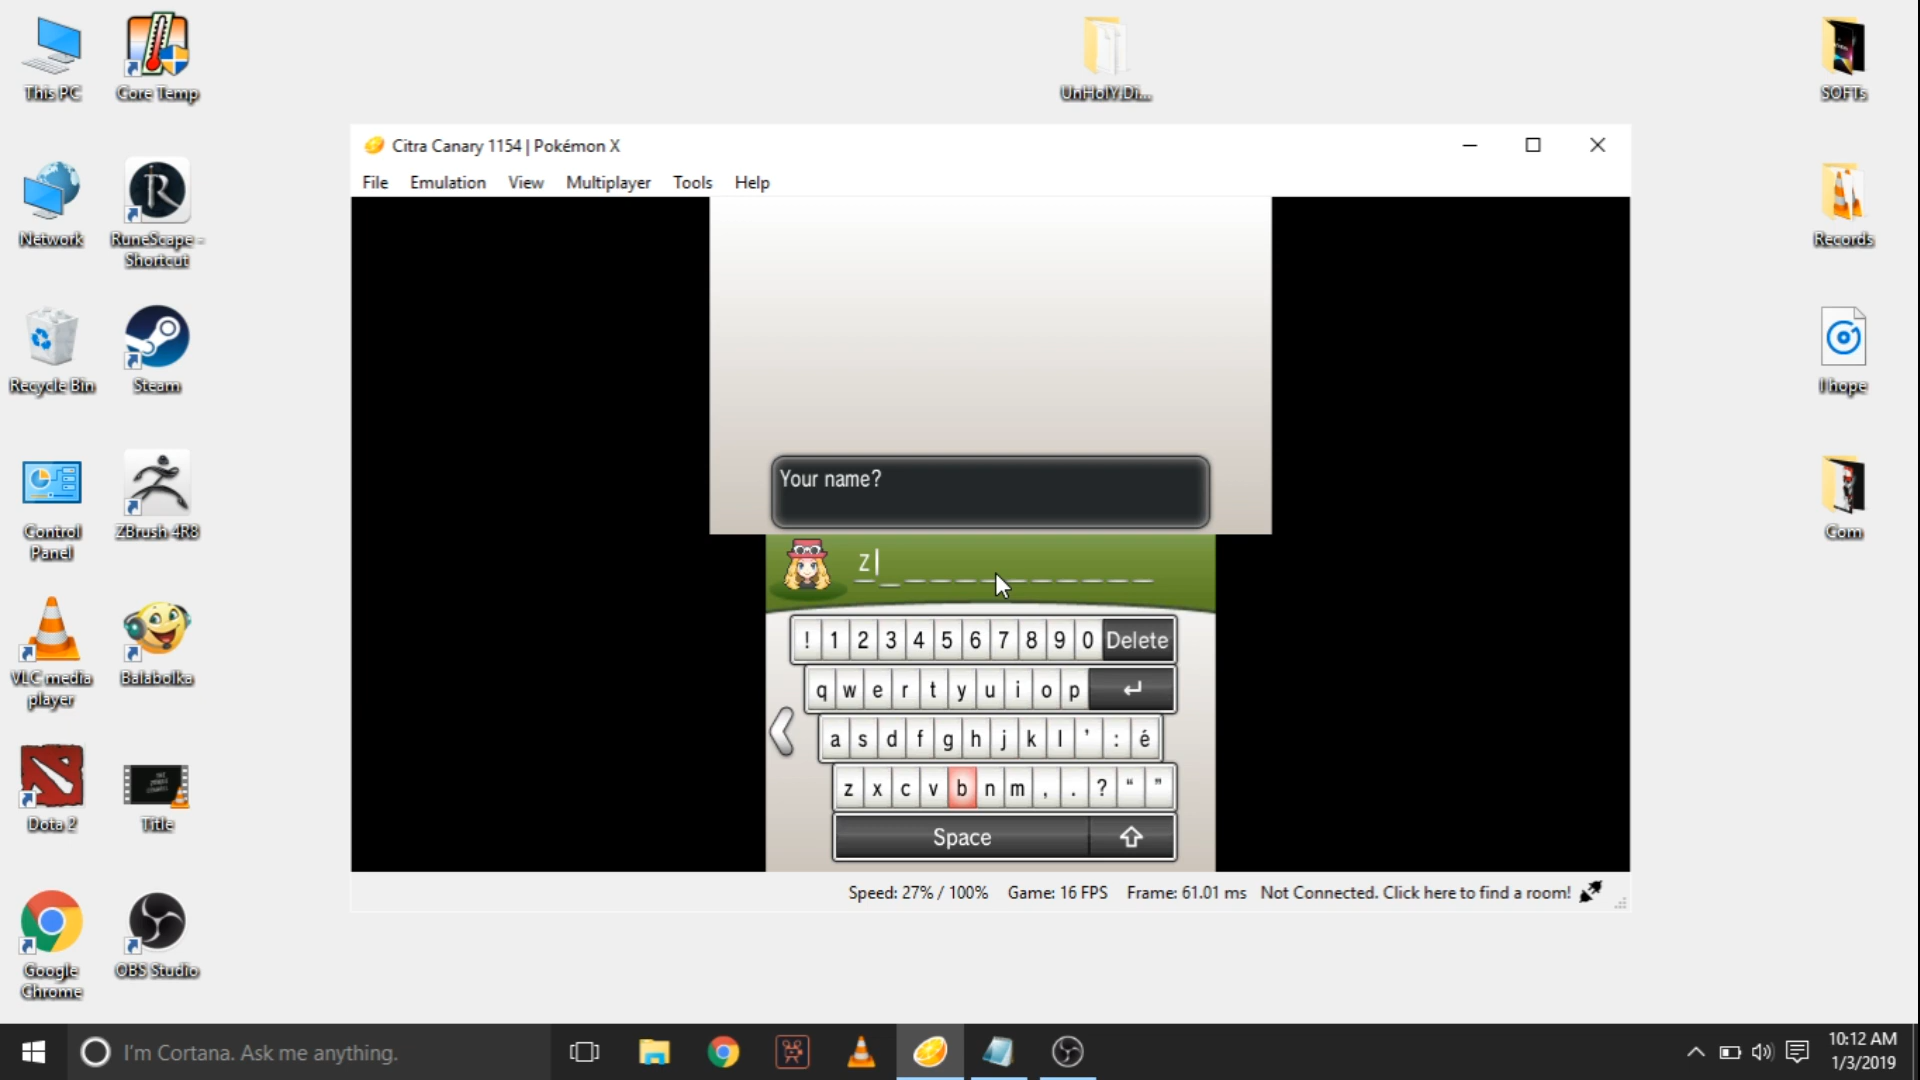 This PC
Core Temp
UnHolY.Di...
SOFTs
Network
RuneScape - Shortcut
Records
Recycle Bin
Steam
I hope
Control Panel
ZBrush 4R8
Com
VLC media player
Balabolka
Dota 2
Title
Google Chrome
OBS Studio
Citra Canary 1154 | Pokémon X
File Emulation View Multiplayer Tools Help
Your name?
z
! 1 2 3 4 5 6 7 8 9 0 Delete
q w e r t y u i o p
a s d f g h j k l ' : é
z x c v b n m , . ? “ ”
Space
Speed: 27% / 100% Game: 16 FPS Frame: 61.01 ms Not Connected. Click here to find a room!
I'm Cortana. Ask me anything.
10:12 AM
1/3/2019